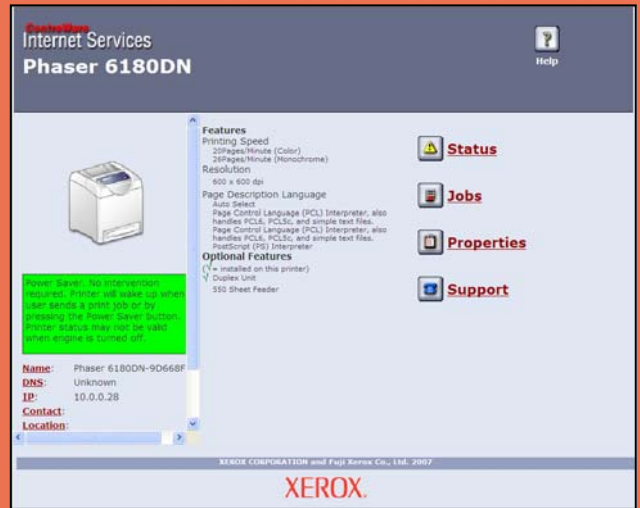 CentreWare
Internet Services
Phaser 6180DN
?
Help
Power Saver. No intervention
required. Printer will wake up when
user sends a print job or by
pressing the Power Saver button.
Printer status may not be valid
when engine is turned off.
Name: Phaser 6180DN-9D668F
DNS: Unknown
IP: 10.0.0.28
Contact:
Location:
Features
Printing Speed
20Pages/Minute (Color)
26Pages/Minute (Monochrome)
Resolution
600 x 600 dpi
Page Description Language
Auto Select
Page Control Language (PCL) Interpreter, also
handles PCL6, PCL5c, and simple text files.
Page Control Language (PCL) Interpreter, also
handles PCL6, PCL5c, and simple text files.
PostScript (PS) Interpreter
Optional Features
(√= installed on this printer)
√ Duplex Unit
550 Sheet Feeder
Status
Jobs
Properties
Support
XEROX CORPORATION and Fuji Xerox Co., Ltd. 2007
XEROX.